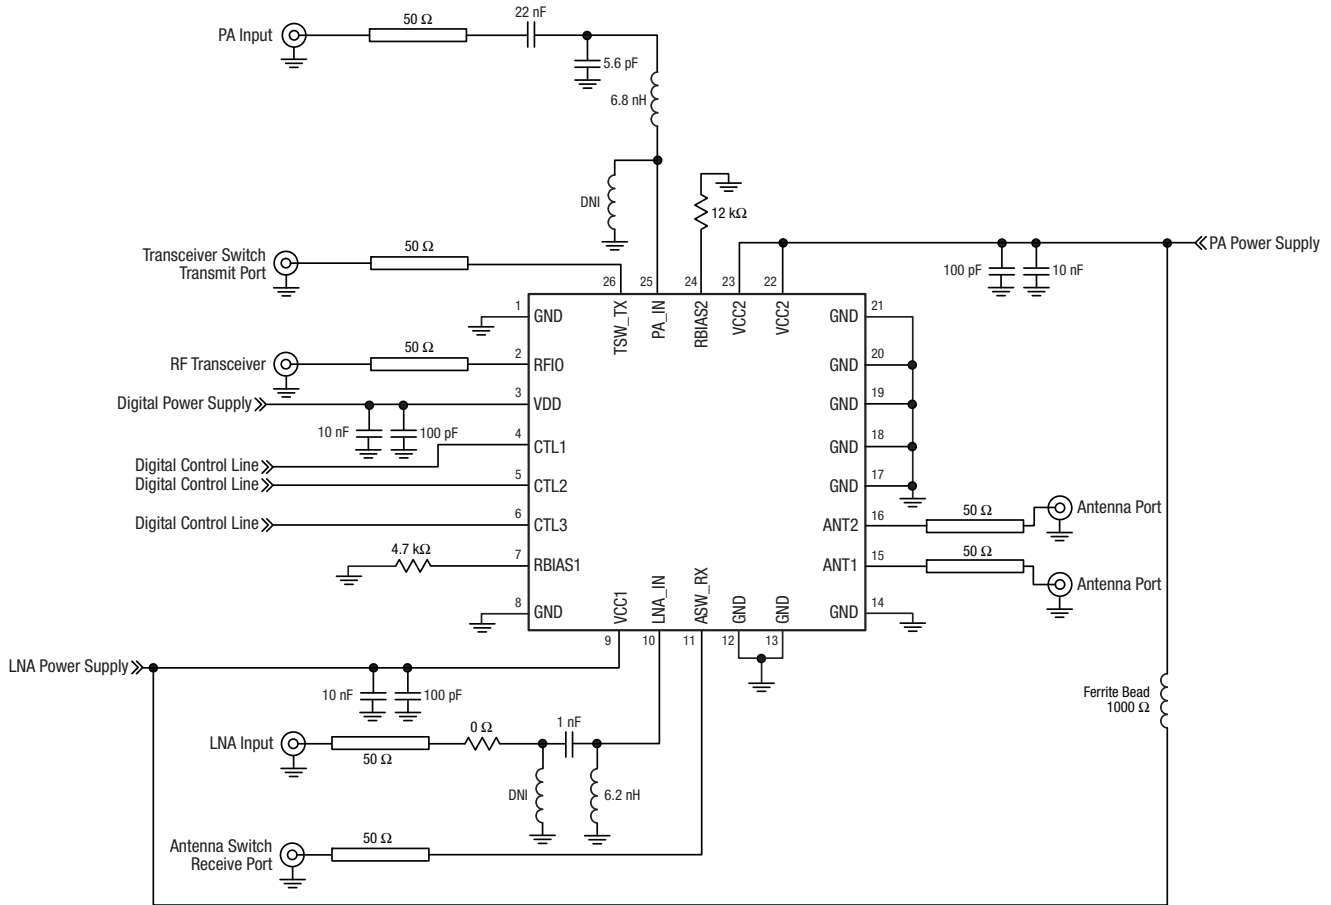 PA Input
50 Ω
22 nF
5.6 pF
6.8 nH
DNI
12 kΩ
Transceiver Switch
Transmit Port
50 Ω
PA Power Supply
100 pF
10 nF
26
25
24
23
22
TSW_TX
PA_IN
RBIAS2
VCC2
VCC2
1
GND
RF Transceiver
50 Ω
2
RFIO
Digital Power Supply
3
VDD
10 nF
100 pF
4
CTL1
Digital Control Line
Digital Control Line
5
CTL2
Digital Control Line
6
CTL3
4.7 kΩ
7
RBIAS1
8
GND
GND
21
GND
20
GND
19
GND
18
GND
17
ANT2
16
50 Ω
Antenna Port
ANT1
15
50 Ω
Antenna Port
GND
14
VCC1
LNA_IN
ASW_RX
GND
GND
9
10
11
12
13
LNA Power Supply
10 nF
100 pF
Ferrite Bead
1000 Ω
LNA Input
50 Ω
0 Ω
1 nF
DNI
6.2 nH
Antenna Switch
Receive Port
50 Ω